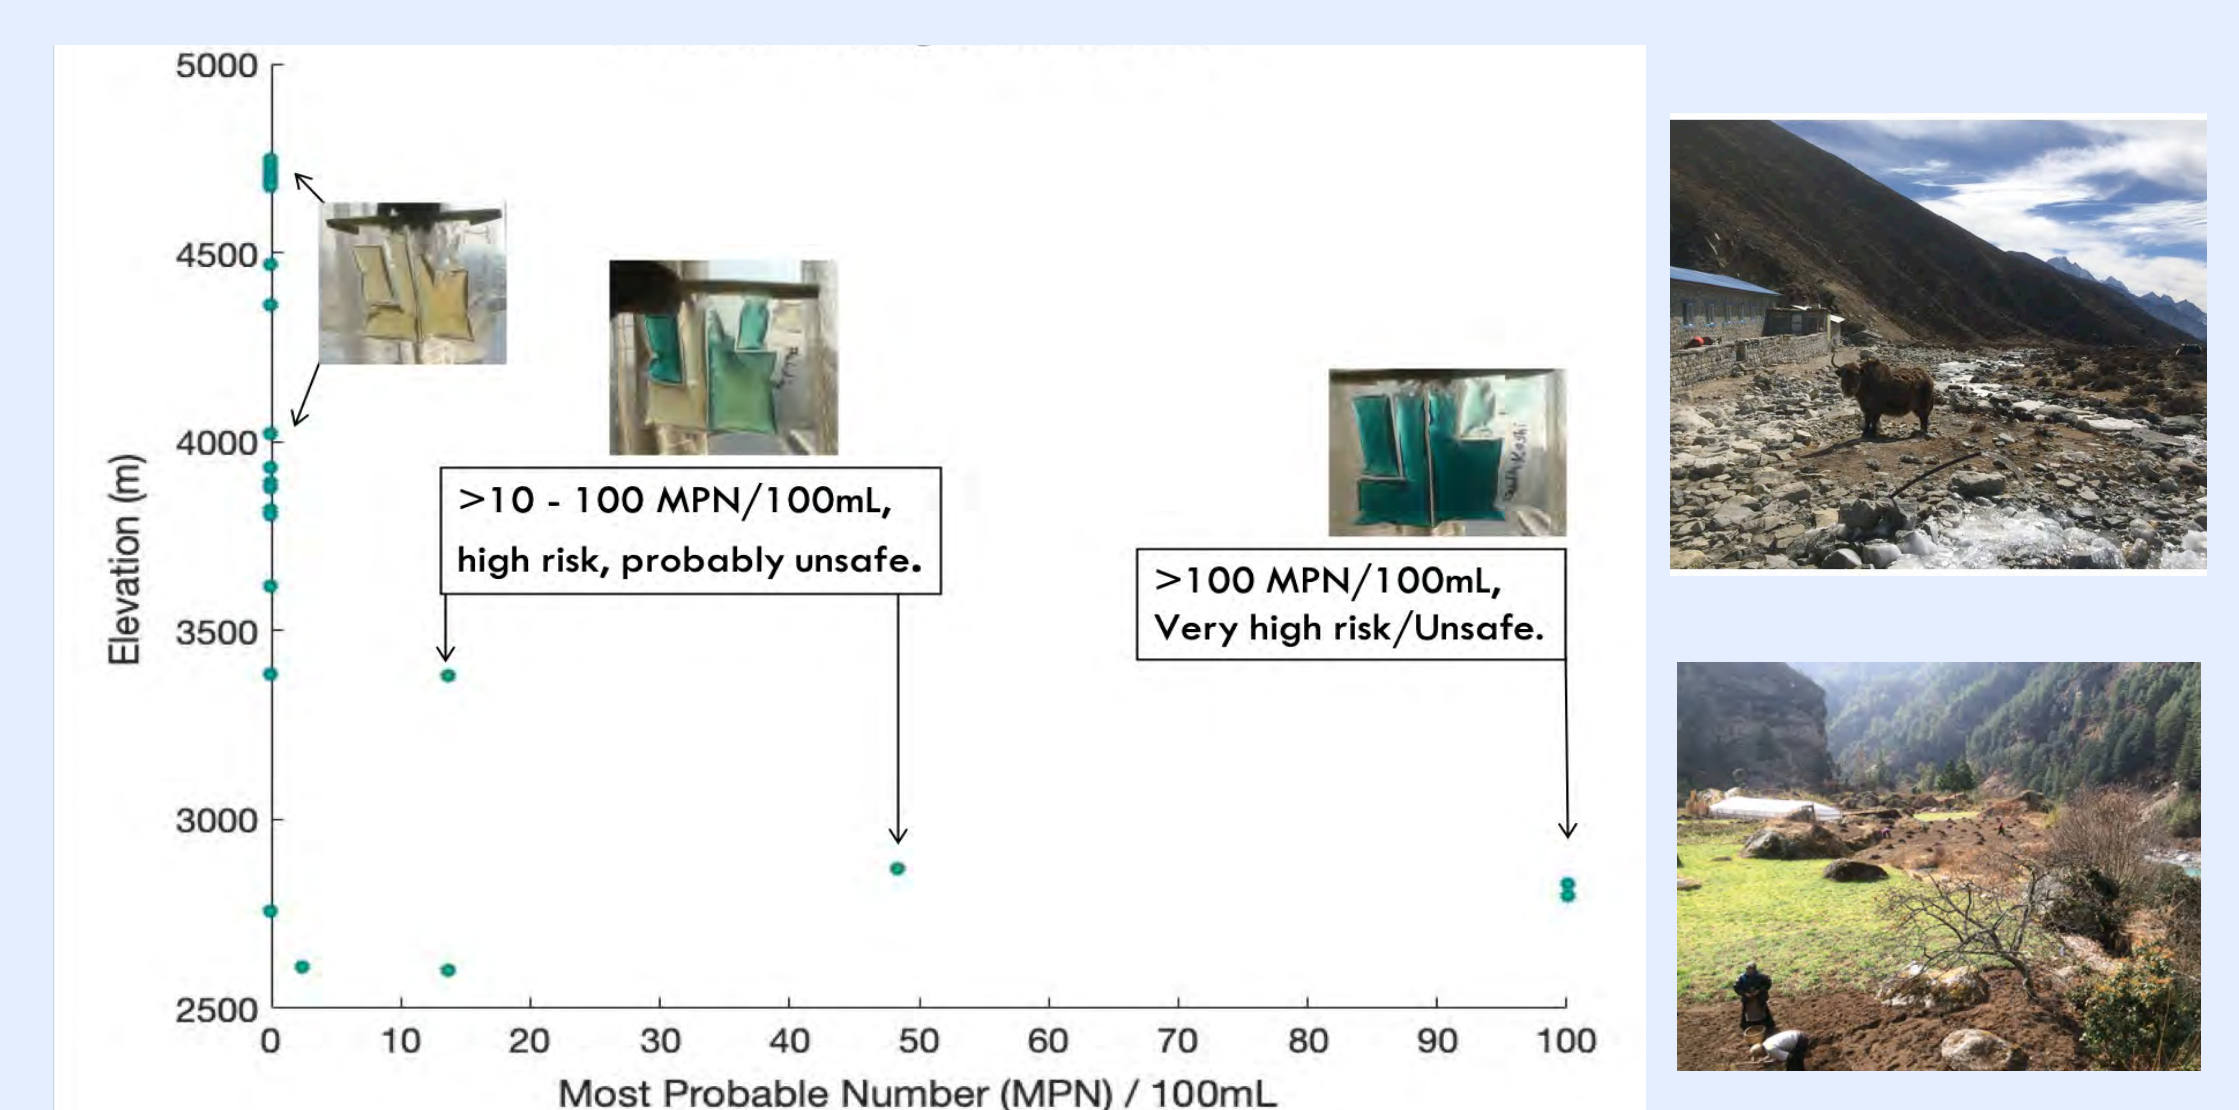 5000
4500
4000
3500
3000
2500
Elevation (m)
>10 - 100 MPN/100mL,
high risk, probably unsafe.
>100 MPN/100mL,
Very high risk/Unsafe.
0 10 20 30 40 50 60 70 80 90 100
Most Probable Number (MPN) / 100mL